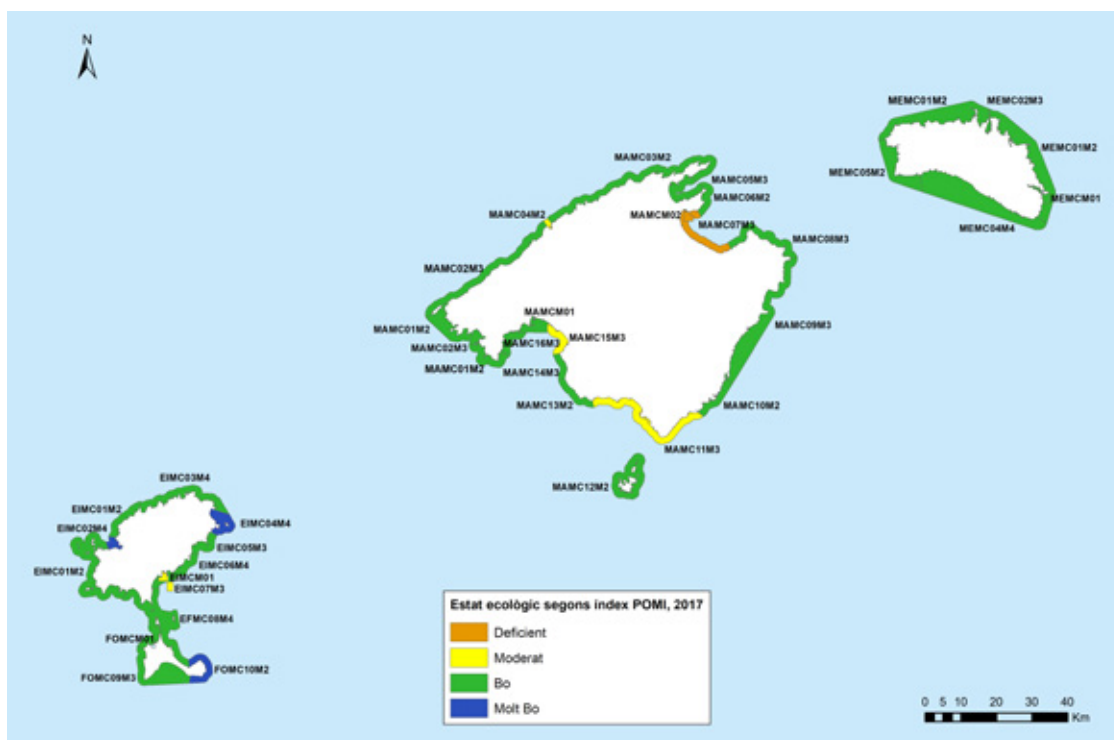 N
MEMC01M2
MEMC02M3
MEMC01M2
MEMC05M2
MEMCM01
MEMC04M4
MAMC03M2
MAMC05M3
MAMC06M2
MAMC04M2
MAMCM02
MAMC07M3
MAMC08M3
MAMC02M3
MAMCM01
MAMC01M2
MAMC09M3
MAMC02M3
MAMC16M3
MAMC15M3
MAMC01M2
MAMC14M3
MAMC13M2
MAMC10M2
MAMC11M3
MAMC12M2
EIMC03M4
EIMC01M2
EIMC02M4
EIMC04M4
EIMC05M3
EIMC01M2
EIMC06M4
EIMCM01
EIMC07M3
EFMC08M4
FOMCM01
FOMC10M2
FOMC09M3
Estat ecològic segons index POMI, 2017
Deficient
Moderat
Bo
Molt Bo
0 5 10 20 30 40
Km